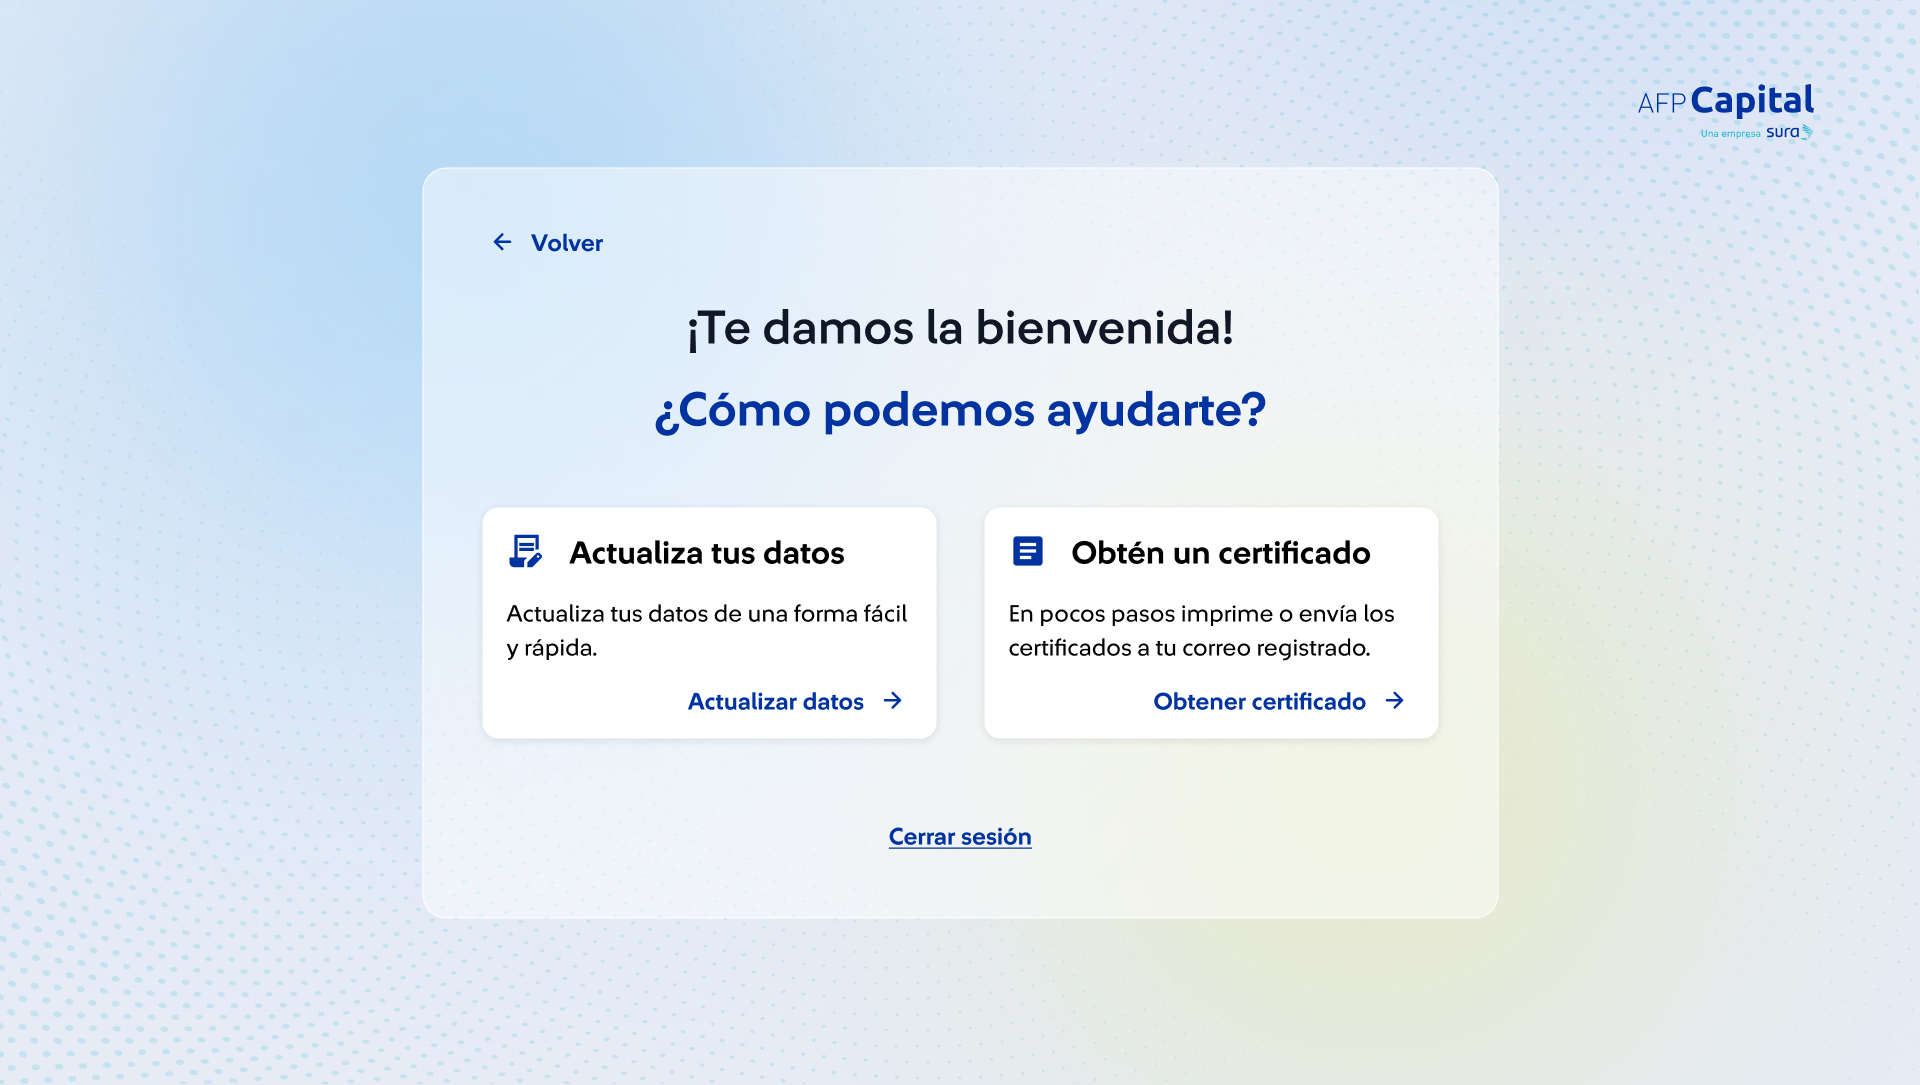 AFP Capital
Una empresa sura
Volver
¡Te damos la bienvenida!
¿Cómo podemos ayudarte?
Actualiza tus datos
Actualiza tus datos de una forma fácil
y rápida.
Actualizar datos
Obtén un certificado
En pocos pasos imprime o envía los
certificados a tu correo registrado.
Obtener certificado
Cerrar sesión